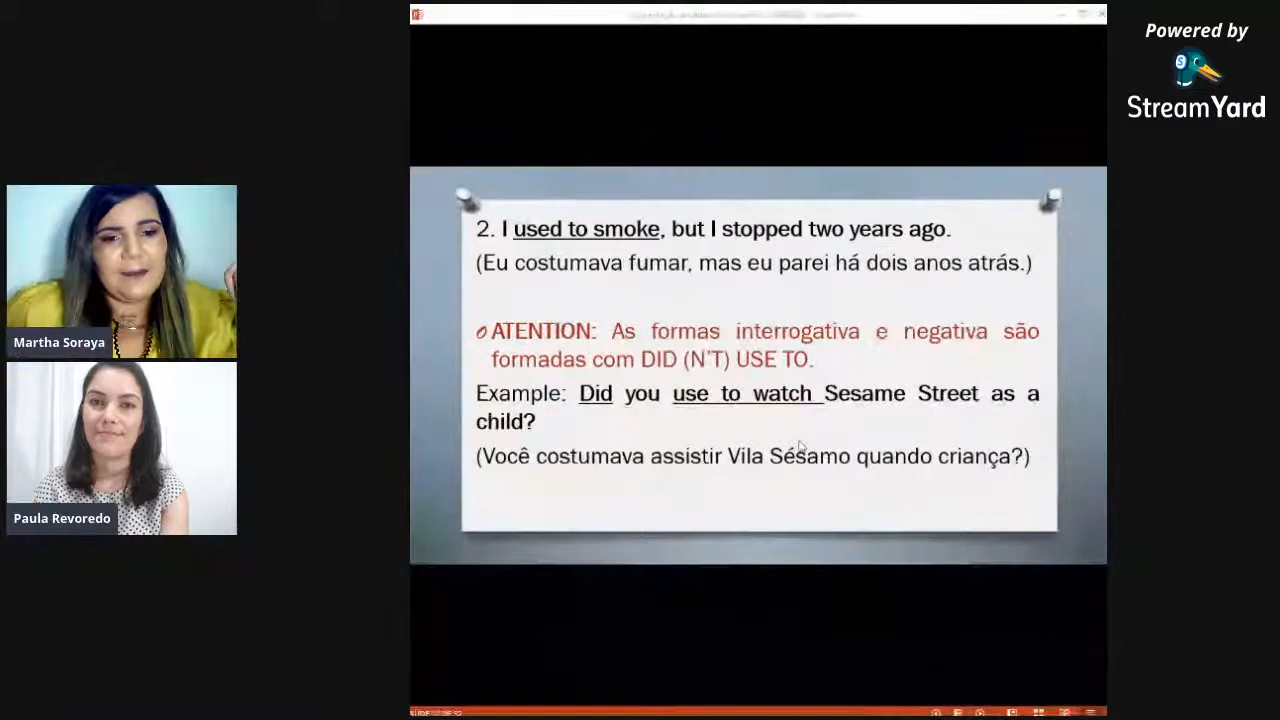 Powered by
StreamYard
2. I used to smoke, but I stopped two years ago.
(Eu costumava fumar, mas eu parei há dois anos atrás.)
ATENTION: As formas interrogativa e negativa são
formadas com DID (N'T) USE TO.
Example: Did you use to watch Sesame Street as a
child?
(Você costumava assistir Vila Sésamo quando criança?)
Martha Soraya
Paula Revoredo